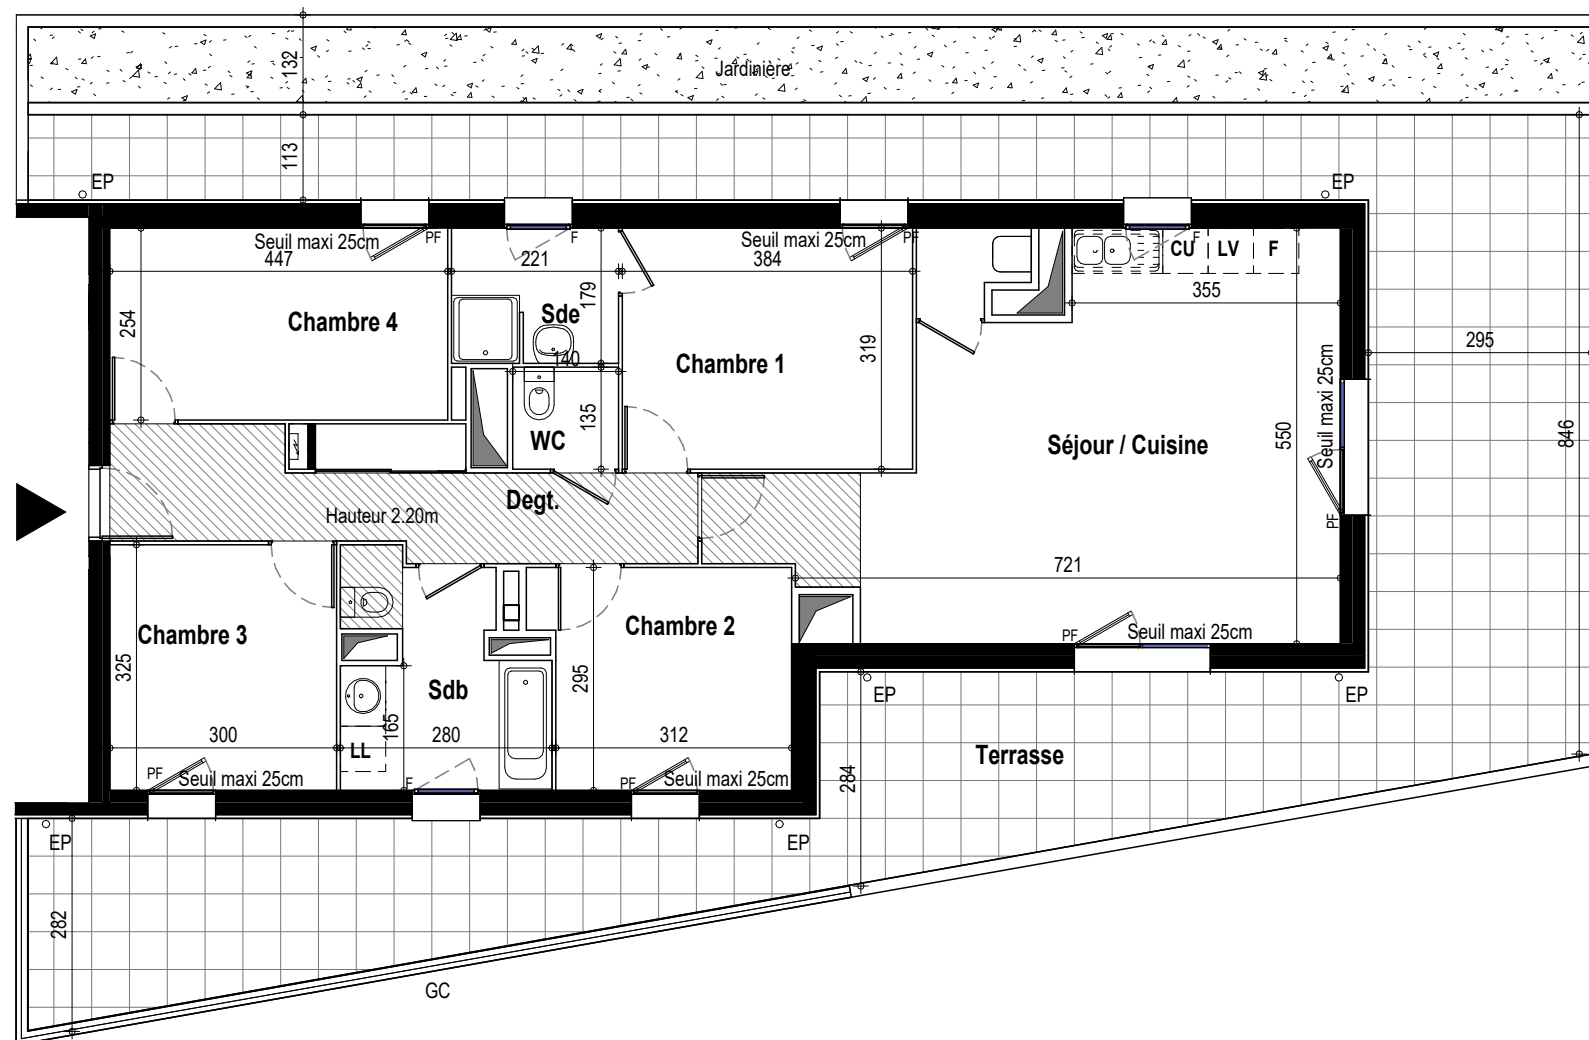 132
Jardinière
113
EP
EP
Seuil maxi 25cm
PF
447
F
221
Seuil maxi 25cm
PF
384
F
CU
LV
F
355
254
Chambre 4
179
Sde
140
Chambre 1
319
295
Seuil maxi 25cm
PF
550
846
135
WC
Séjour / Cuisine
Degt.
Hauteur 2.20m
721
Chambre 3
325
Chambre 2
PF
Seuil maxi 25cm
295
Sdb
165
EP
EP
300
LL
280
312
PF
Seuil maxi 25cm
F
PF
Seuil maxi 25cm
284
Terrasse
EP
EP
282
GC